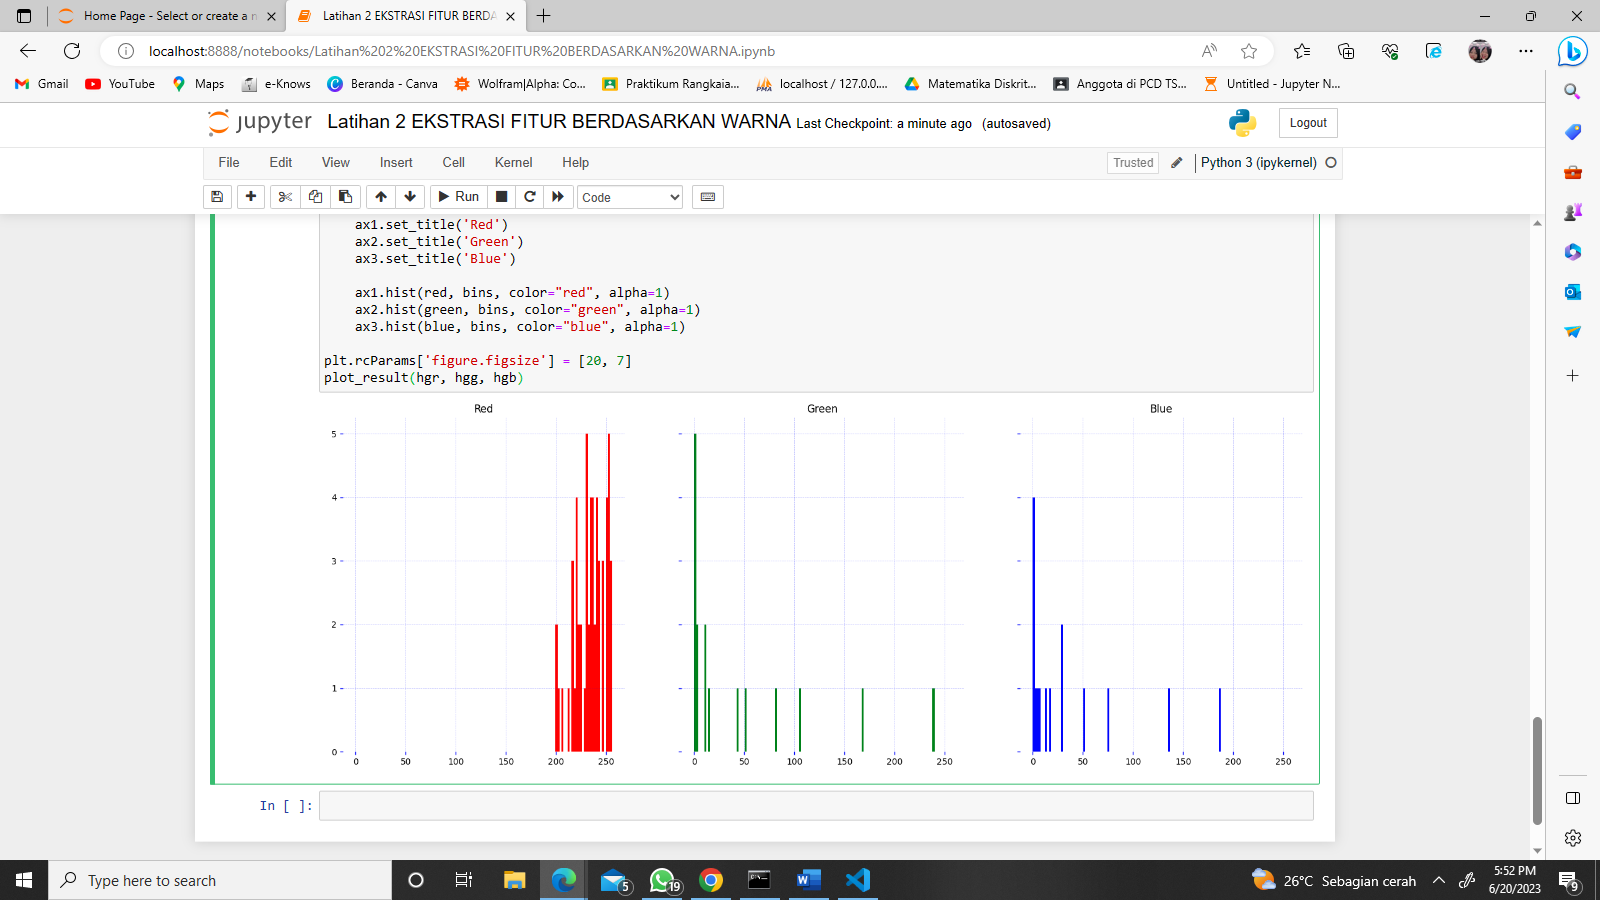 Home Page - Select or create a n
Latihan 2 EKSTRASI FITUR BERDA
localhost:8888/notebooks/Latihan%202%20EKSTRASI%20FITUR%20BERDASARKAN%20WARNA.ipynb
Gmail YouTube Maps e-Knows Beranda - Canva Wolfram|Alpha: Co... Praktikum Rangkaia... localhost / 127.0.0.... Matematika Diskrit... Anggota di PCD TS... Untitled - Jupyter N...
jupyter Latihan 2 EKSTRASI FITUR BERDASARKAN WARNA Last Checkpoint: a minute ago (autosaved)
Logout
File Edit View Insert Cell Kernel Help
Trusted Python 3 (ipykernel)
Run Code
ax1.set_title('Red')
ax2.set_title('Green')
ax3.set_title('Blue')
ax1.hist(red, bins, color="red", alpha=1)
ax2.hist(green, bins, color="green", alpha=1)
ax3.hist(blue, bins, color="blue", alpha=1)
plt.rcParams['figure.figsize'] = [20, 7]
plot_result(hgr, hgg, hgb)
Red Green Blue
5
4
3
2
1
0
0 50 100 150 200 250 0 50 100 150 200 250 0 50 100 150 200 250
In [ ]:
Type here to search
5
19
26°C Sebagian cerah
5:52 PM
6/20/2023
9